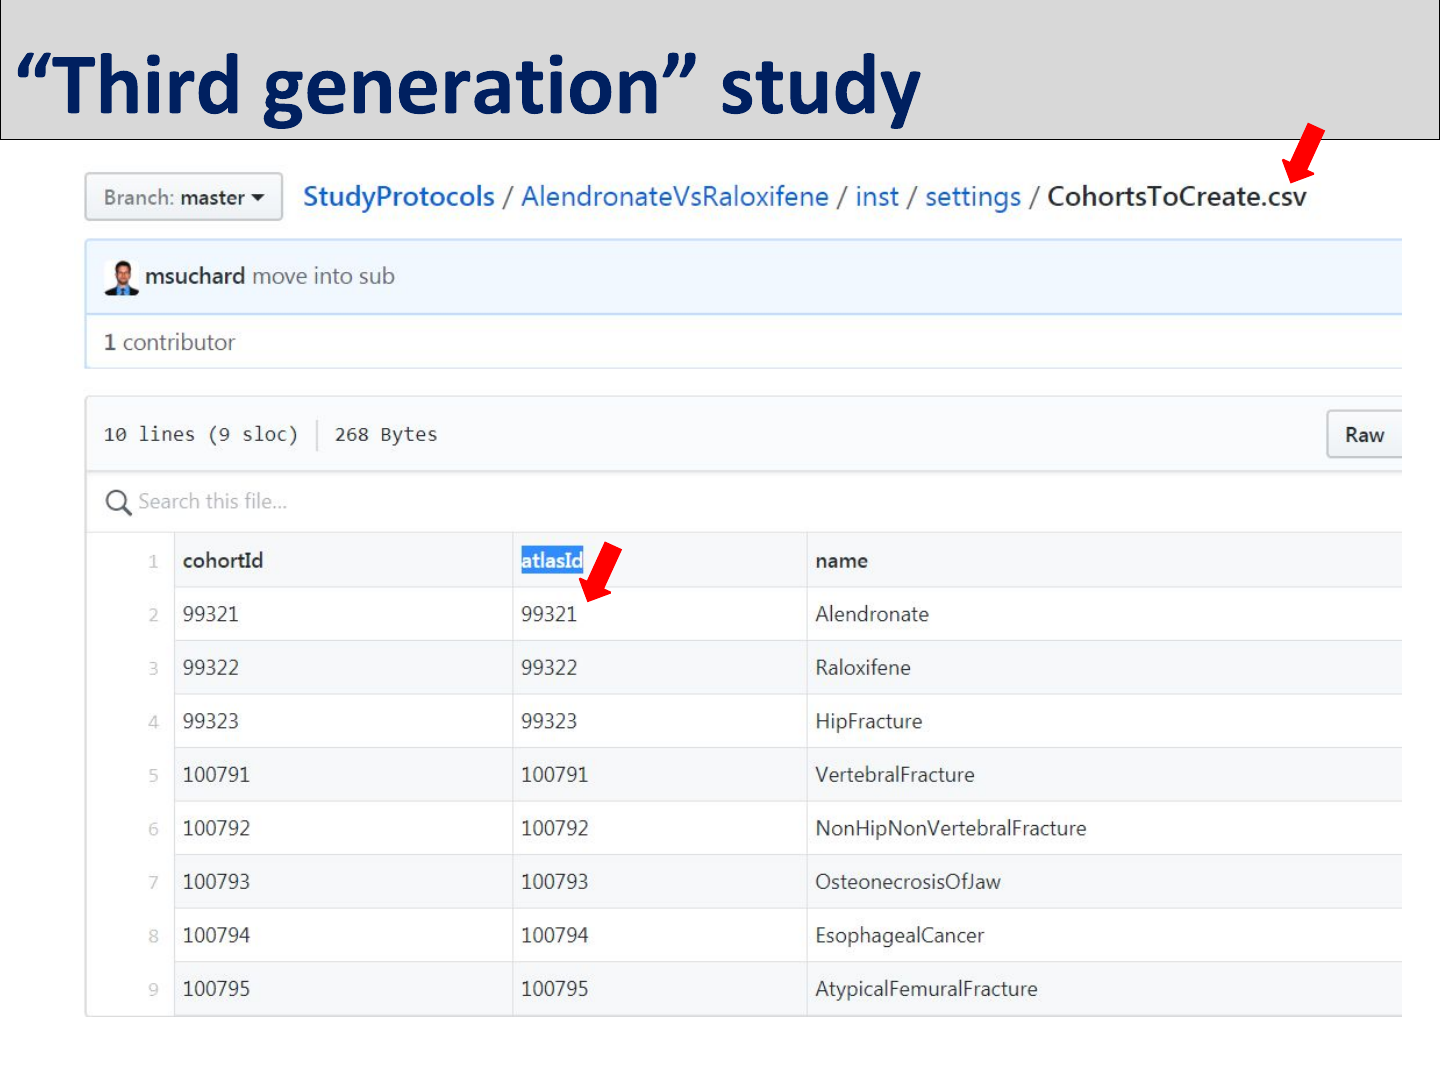 “Third generation” study
Branch: master StudyProtocols / AlendronateVsRaloxifene / inst / settings / CohortsToCreate.csv
msuchard move into sub
1 contributor
10 lines (9 sloc) 268 Bytes Raw
Search this file...
1 cohortId atlasId name
2 99321 99321 Alendronate
3 99322 99322 Raloxifene
4 99323 99323 HipFracture
5 100791 100791 VertebralFracture
6 100792 100792 NonHipNonVertebralFracture
7 100793 100793 OsteonecrosisOfJaw
8 100794 100794 EsophagealCancer
9 100795 100795 AtypicalFemuralFracture